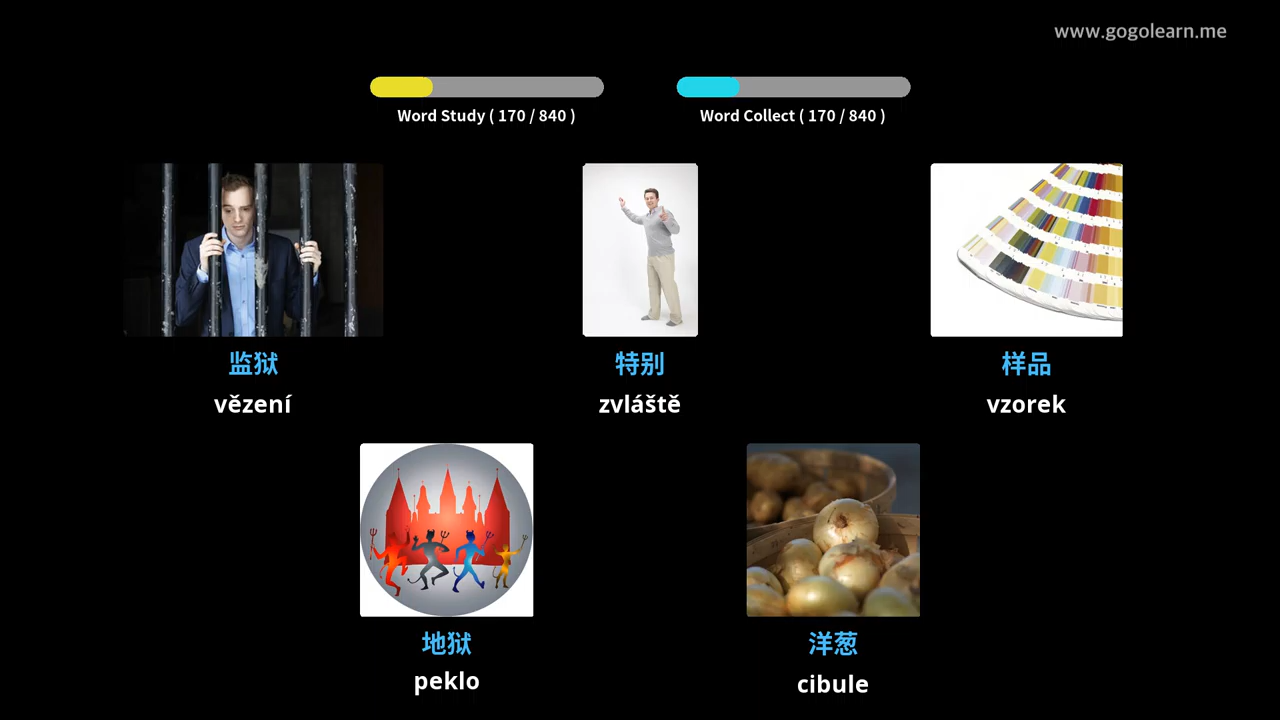 www.gogolearn.me
Word Study ( 170 / 840 )
Word Collect ( 170 / 840 )
监狱
vězení
特别
zvláště
样品
vzorek
地狱
peklo
洋葱
cibule